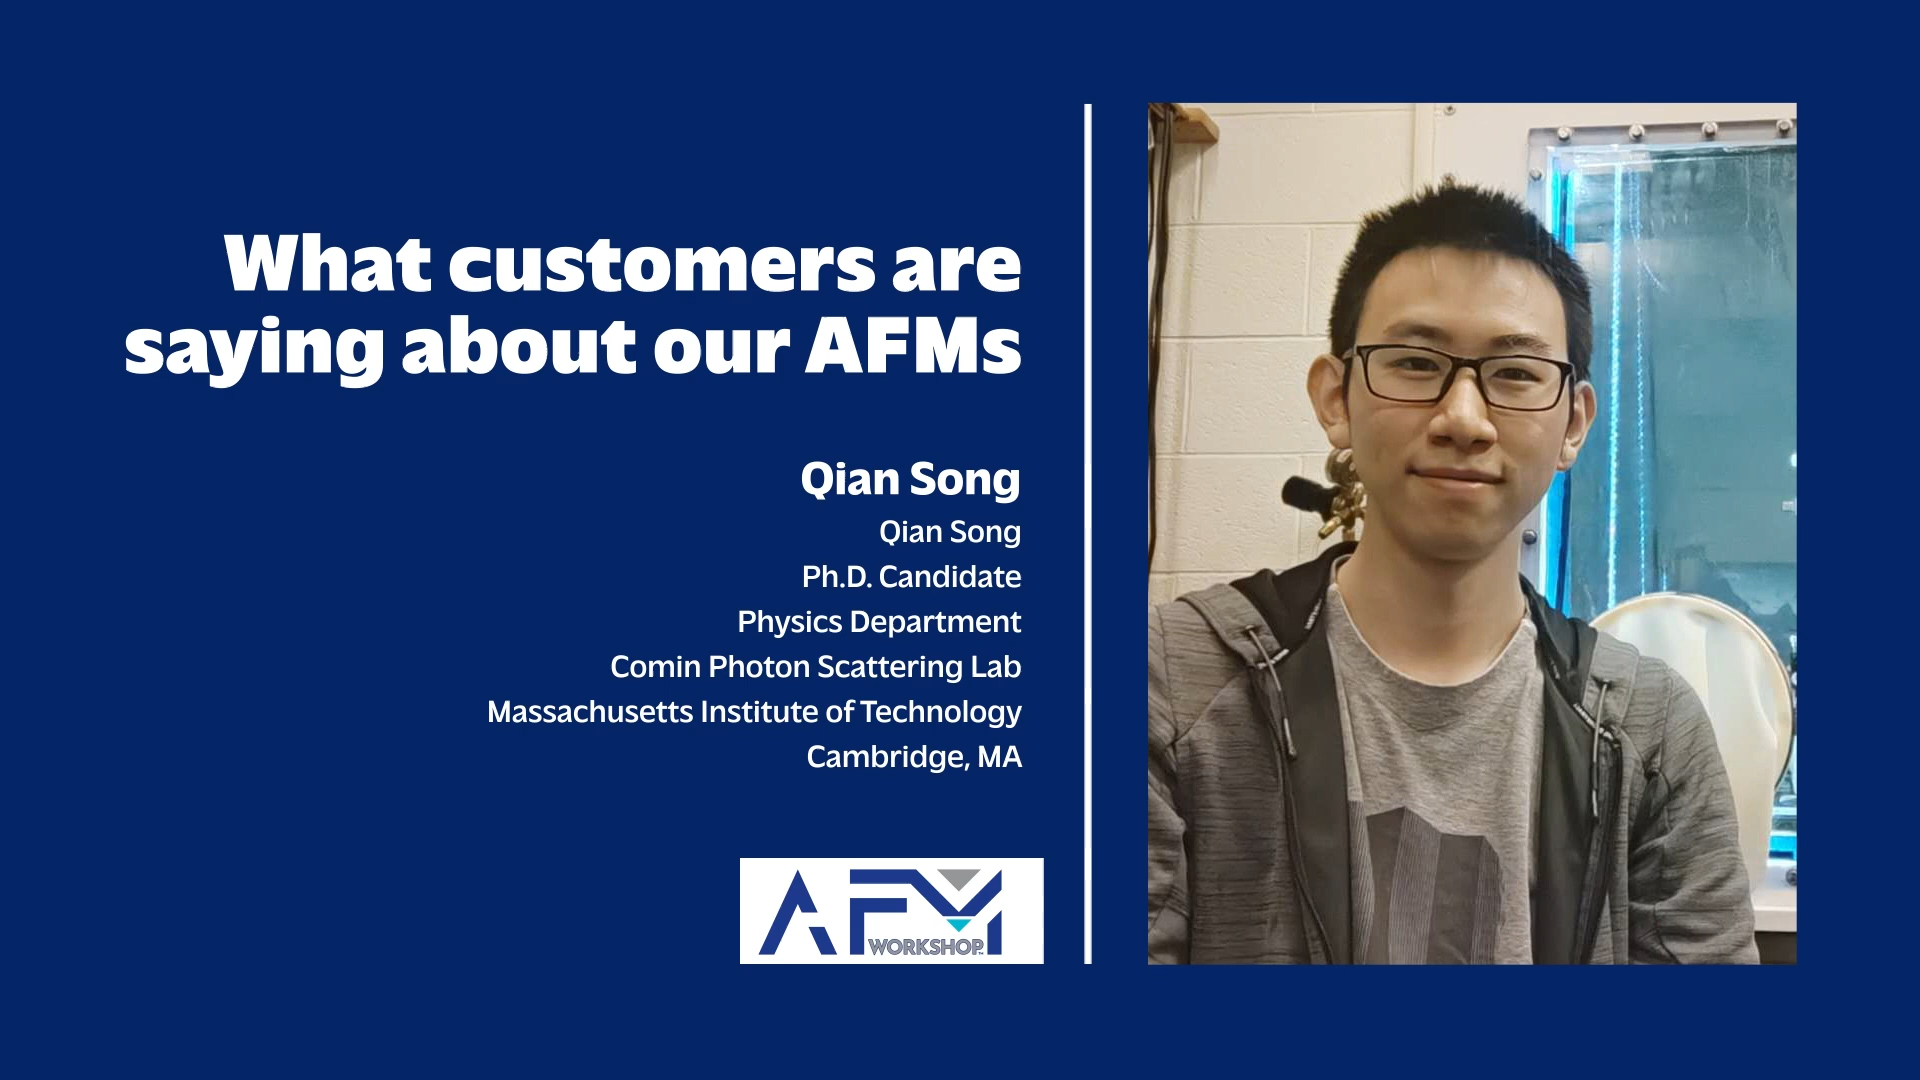 What customers are
saying about our AFMs
Qian Song
Qian Song
Ph.D. Candidate
Physics Department
Comin Photon Scattering Lab
Massachusetts Institute of Technology
Cambridge, MA
AFM
WORKSHOP™